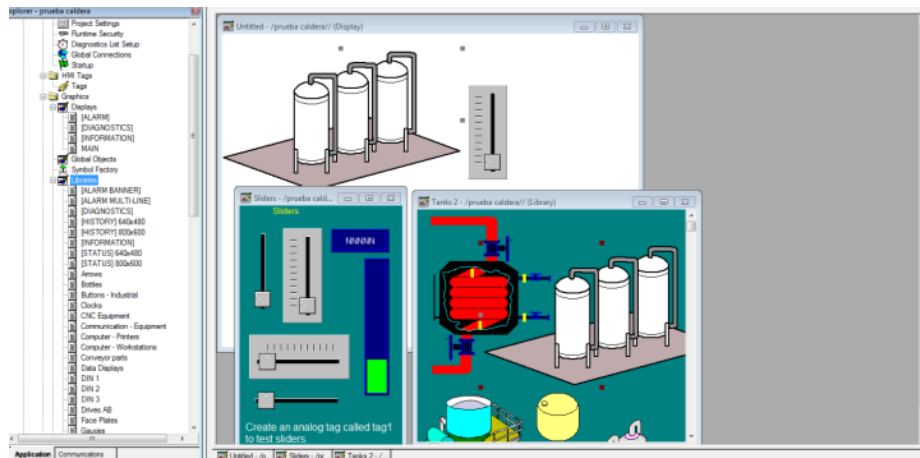 Explorer - prueba caldera
Project Settings
Runtime Security
Diagnostics List Setup
Global Connections
Startup
HMI Tags
Tags
Graphics
Displays
[ALARM]
[DIAGNOSTICS]
[INFORMATION]
MAIN
Global Objects
Symbol Factory
Libraries
[ALARM BANNER]
[ALARM MULTI-LINE]
[DIAGNOSTICS]
[HISTORY] 640x480
[HISTORY] 800x600
[INFORMATION]
[STATUS] 640x480
[STATUS] 800x600
Arrows
Bottles
Buttons - Industrial
Clocks
CNC Equipment
Communication - Equipment
Computer - Printers
Computer - Workstations
Conveyor parts
Data Displays
DIN 1
DIN 2
DIN 3
Drives AB
Face Plates
Gauges
Application
Communications
Untitled - /prueba caldera// (Display)
Sliders - /prueba cald...
Sliders
NNNNN
Create an analog tag called tag1
to test sliders.
Tanks 2 - /prueba caldera// (Library)
Untitled - /p
Sliders - /pr
Tanks 2 - /